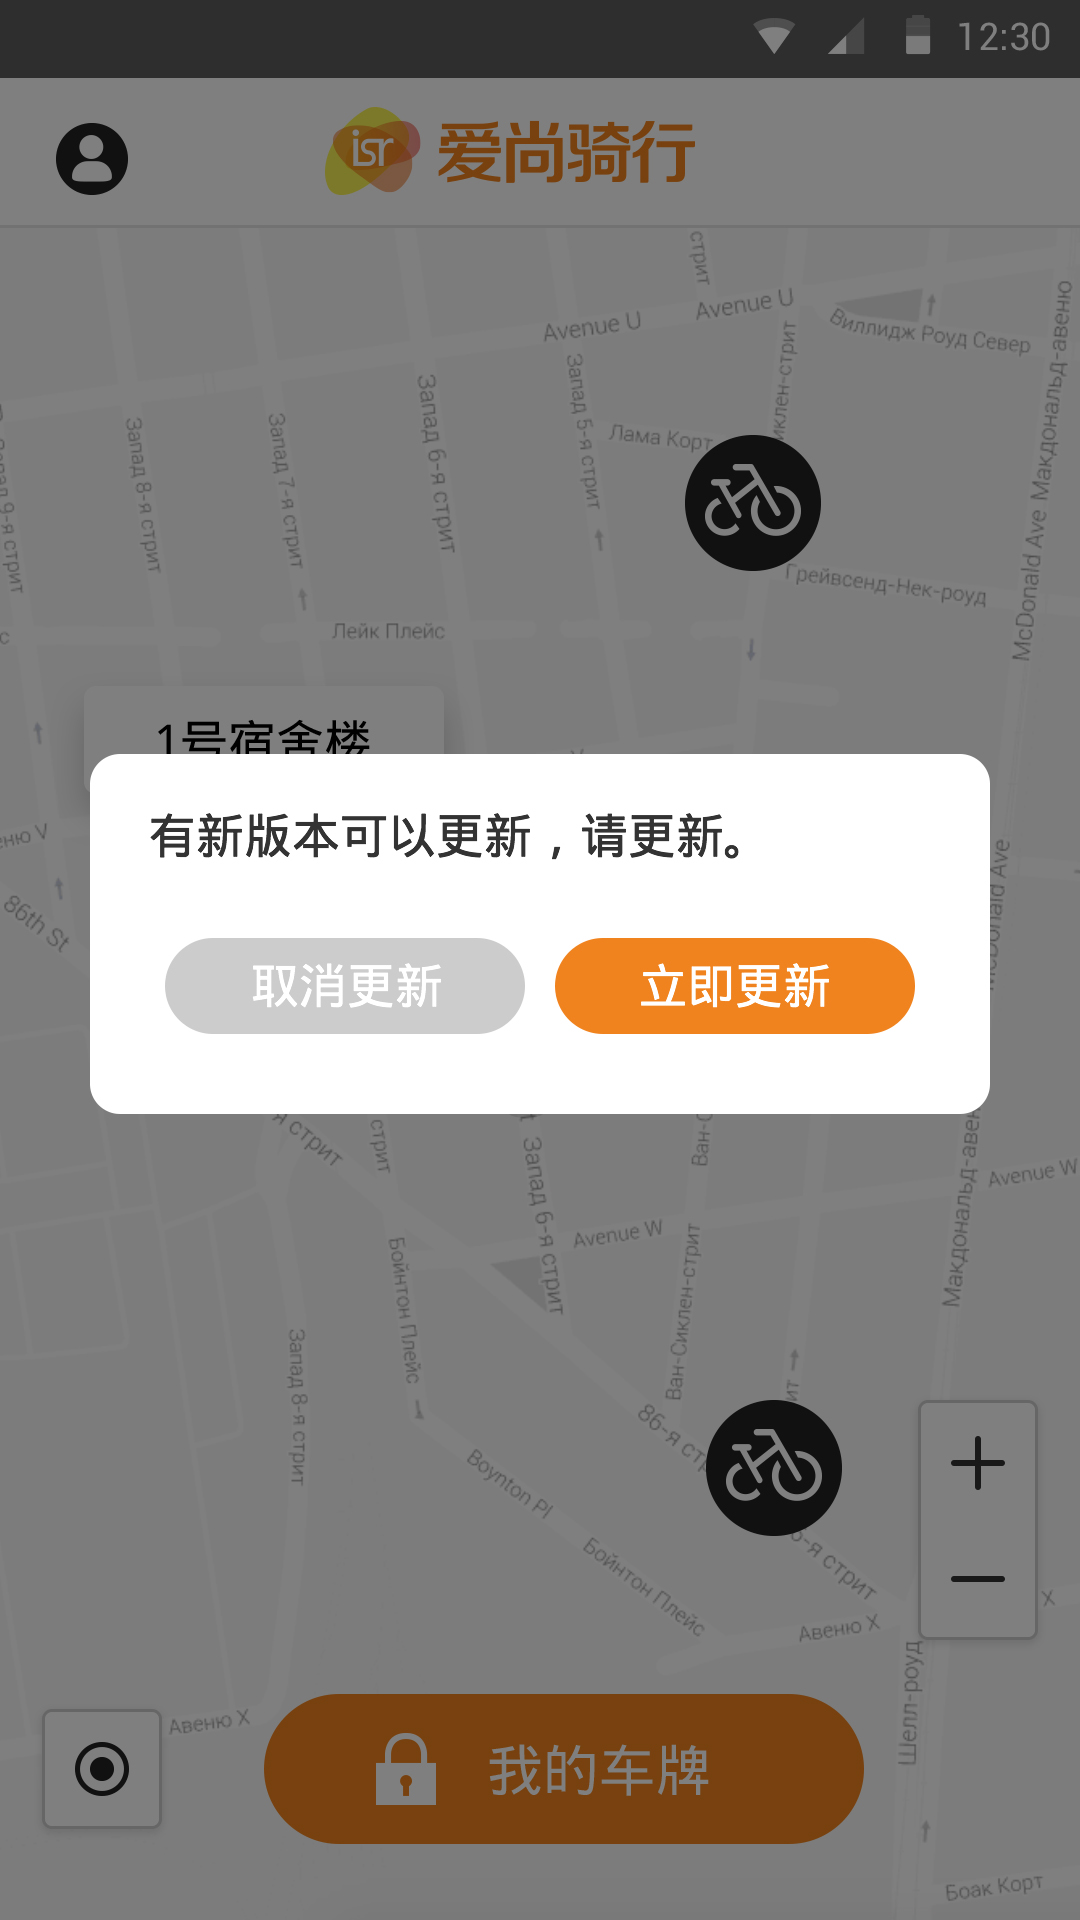 12:30
isr 爱尚骑行
стрит
Avenue U
Avenue U
Виллидж Роуд Север
Макдональд-авеню
McDonald Ave
Запад 5-я стрит
Запад 6-я стрит
Запад 7-я стрит
Запад 8-я стрит
9-я стрит
Лама Корт
иклен-стрит
Грейвсенд-Нек-роуд
Лейк Плейс
с
1号宿舍楼
有新版本可以更新，请更新。
取消更新
立即更新
еню V
86th St
cDonald Ave
я стрит
стрит
Запад 6-я стрит
Ван-С
Avenue W
Avenue W
Макдональд-авен
Бойнтон Плейс
Ван-Сиклен-стрит
Запад 8-я стрит
ит
86-я ст
Boynton Pl
Бойнтон Плейс
-я стрит
Авеню X
X
Шелл-роуд
Авеню X
我的车牌
Боак Корт